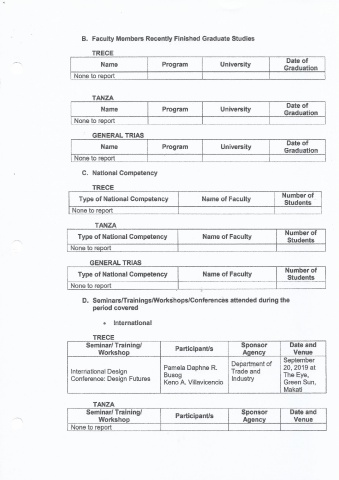 B. Faculty Members Recently Finished Graduate Studies
TRECE
Name Program University Date of Graduation
None to report
TANZA
Name Program University Date of Graduation
None to report
GENERAL TRIAS
Name Program University Date of Graduation
None to report
C. National Competency
TRECE
Type of National Competency Name of Faculty Number of Students
None to report
TANZA
Type of National Competency Name of Faculty Number of Students
None to report
GENERAL TRIAS
Type of National Competency Name of Faculty Number of Students
None to report
D. Seminars/Trainings/Workshops/Conferences attended during the
period covered
• International
TRECE
Seminar/ Training/ Workshop Participant/s Sponsor Agency Date and Venue
International Design Conference: Design Futures Pamela Daphne R. Busog Keno A. Villavicencio Department of Trade and Industry September 20, 2019 at The Eye, Green Sun, Makati
TANZA
Seminar/ Training/ Workshop Participant/s Sponsor Agency Date and Venue
None to report